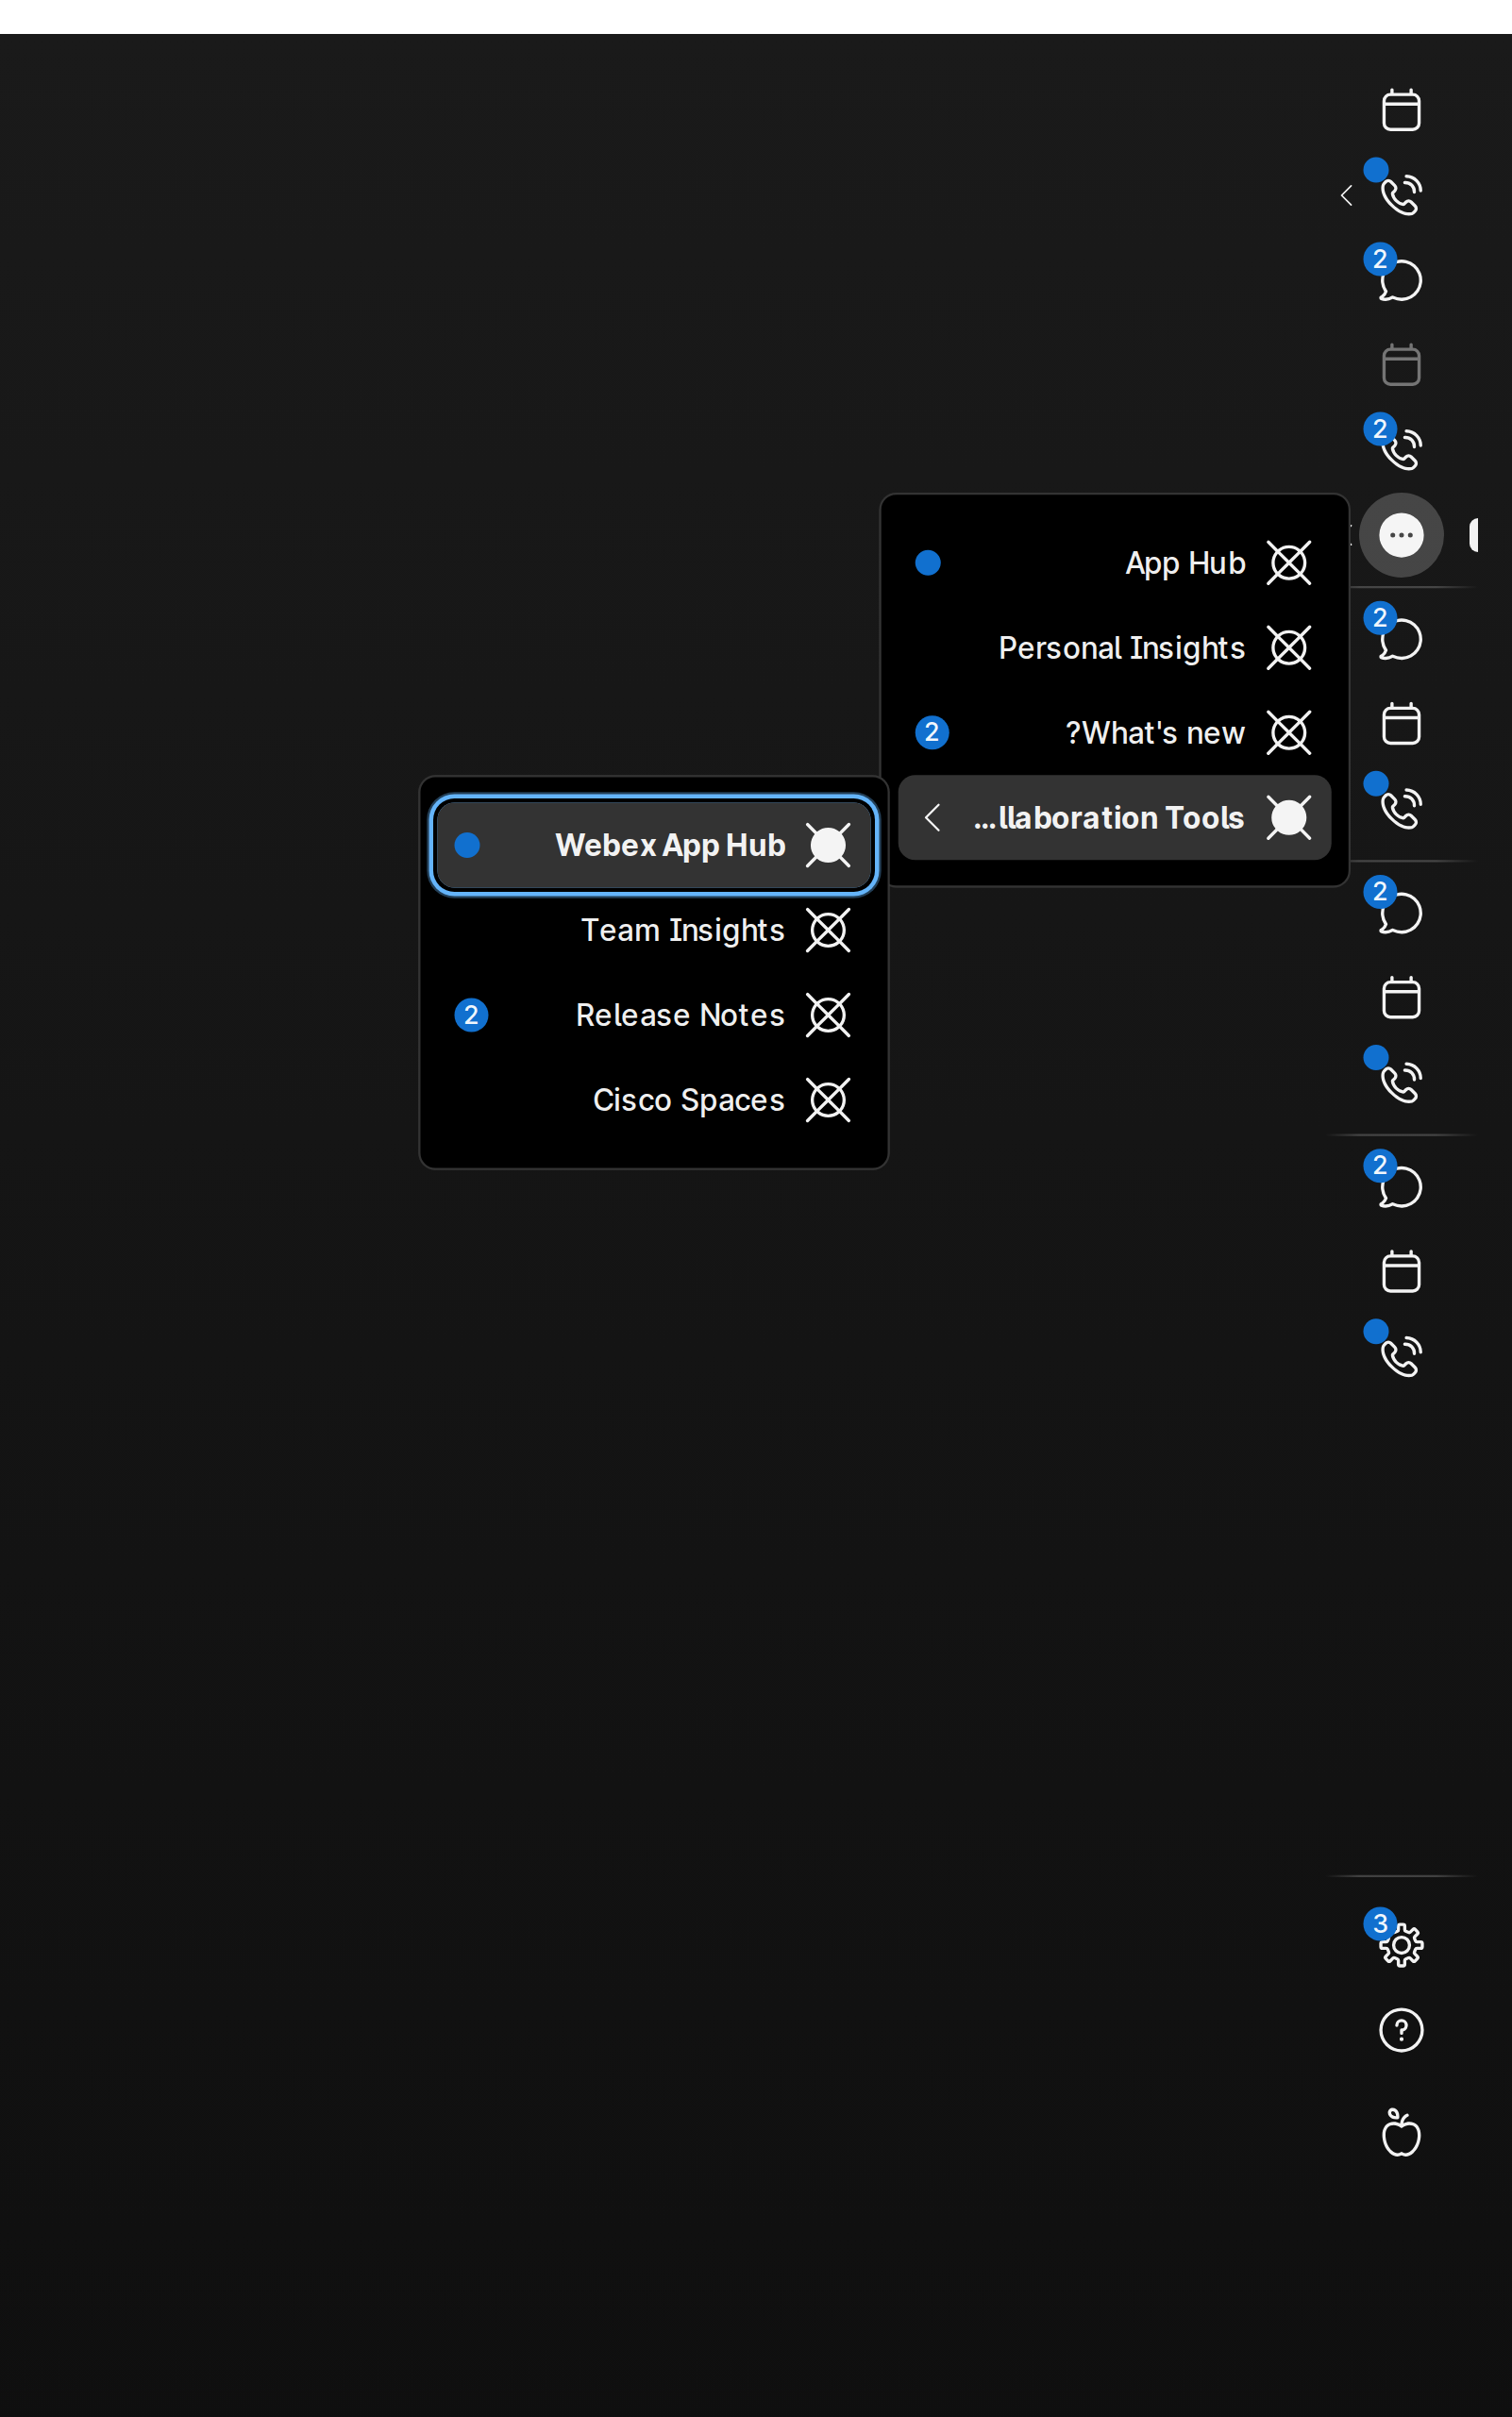 2
2
App Hub
Personal Insights
?What's new
2
...llaboration Tools
Webex App Hub
Team Insights
Release Notes
2
Cisco Spaces
2
2
2
3